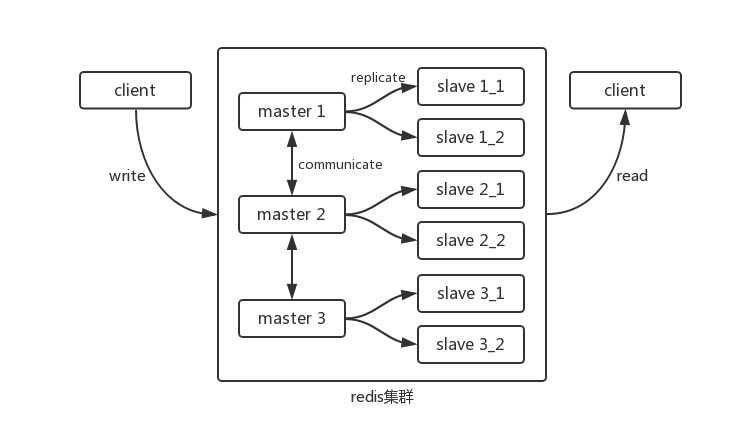 client
write
master 1
communicate
master 2
master 3
replicate
slave 1_1
slave 1_2
slave 2_1
slave 2_2
slave 3_1
slave 3_2
client
read
redis集群